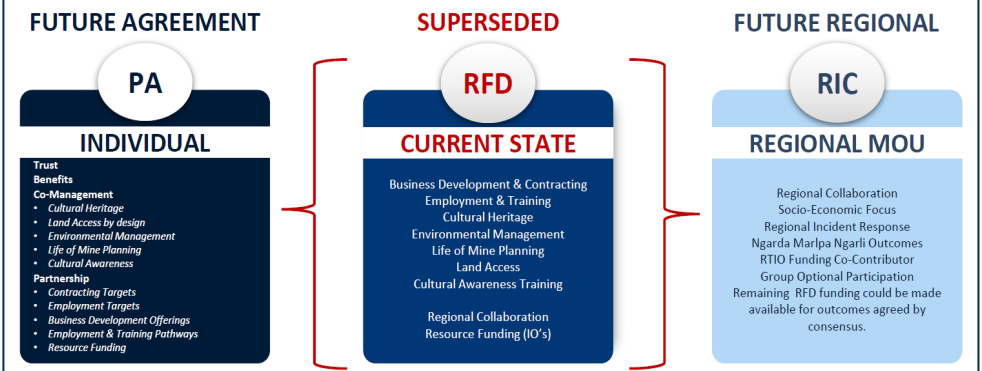 FUTURE AGREEMENT
PA
INDIVIDUAL
Trust
Benefits
Co-Management
• Cultural Heritage
• Land Access by design
• Environmental Management
• Life of Mine Planning
• Cultural Awareness
Partnership
• Contracting Targets
• Employment Targets
• Business Development Offerings
• Employment & Training Pathways
• Resource Funding
SUPERSEDED
RFD
CURRENT STATE
Business Development & Contracting
Employment & Training
Cultural Heritage
Environmental Management
Life of Mine Planning
Land Access
Cultural Awareness Training
Regional Collaboration
Resource Funding (IO's)
FUTURE REGIONAL
RIC
REGIONAL MOU
Regional Collaboration
Socio-Economic Focus
Regional Incident Response
Ngarda Marlpa Ngarli Outcomes
RTIO Funding Co-Contributor
Group Optional Participation
Remaining RFD funding could be made
available for outcomes agreed by
consensus.